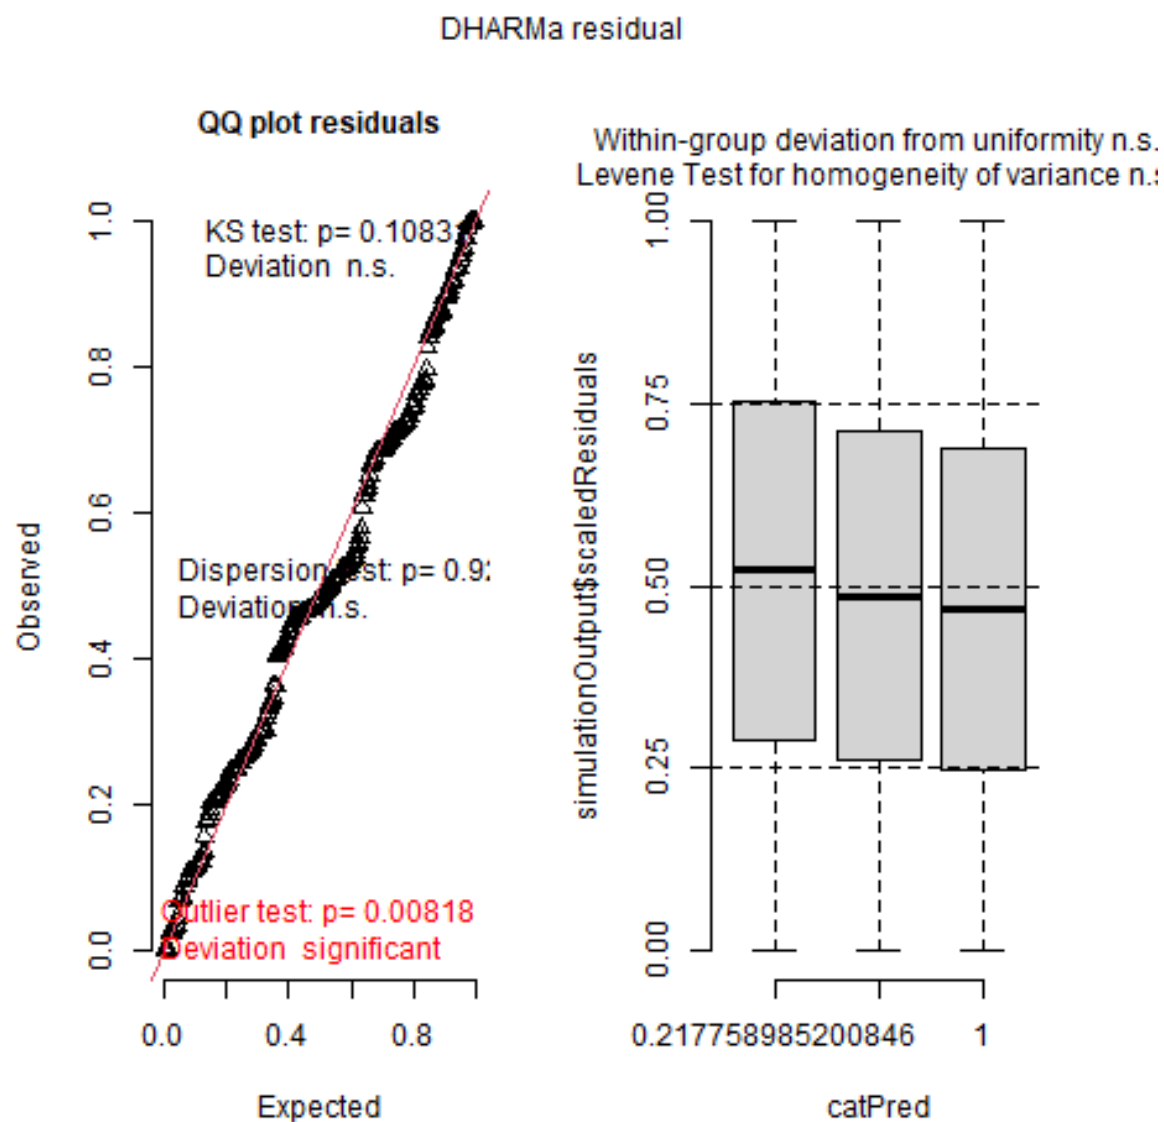 DHARMa residual
QQ plot residuals
KS test: p= 0.1083
Deviation n.s.
Dispersion test: p= 0.92
Deviation n.s.
Outlier test: p= 0.00818
Deviation significant
Observed
0.0
0.2
0.4
0.6
0.8
1.0
0.0
0.4
0.8
Expected
Within-group deviation from uniformity n.s.
Levene Test for homogeneity of variance n.s
simulationOutput$scaledResiduals
0.00
0.25
0.50
0.75
1.00
0.217758985200846
1
catPred